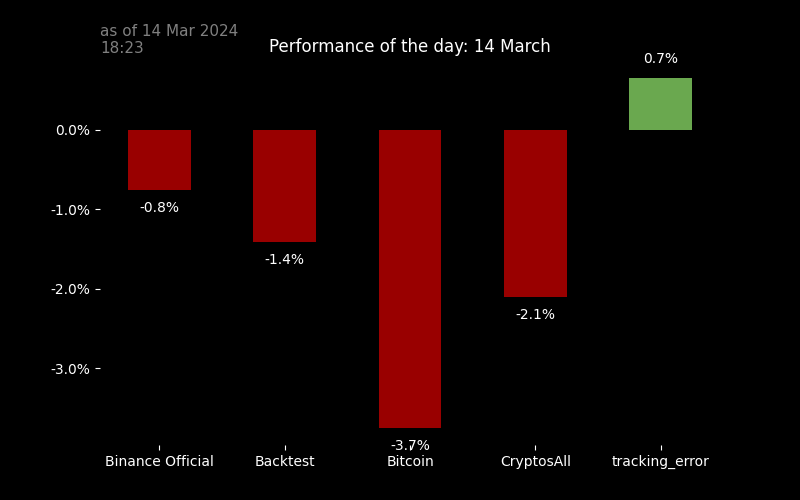 as of 14 Mar 2024
18:23
Performance of the day: 14 March
0.7%
0.0%
-1.0%
-0.8%
-1.4%
-2.0%
-2.1%
-3.0%
-3.7%
Binance Official
Backtest
Bitcoin
CryptosAll
tracking_error